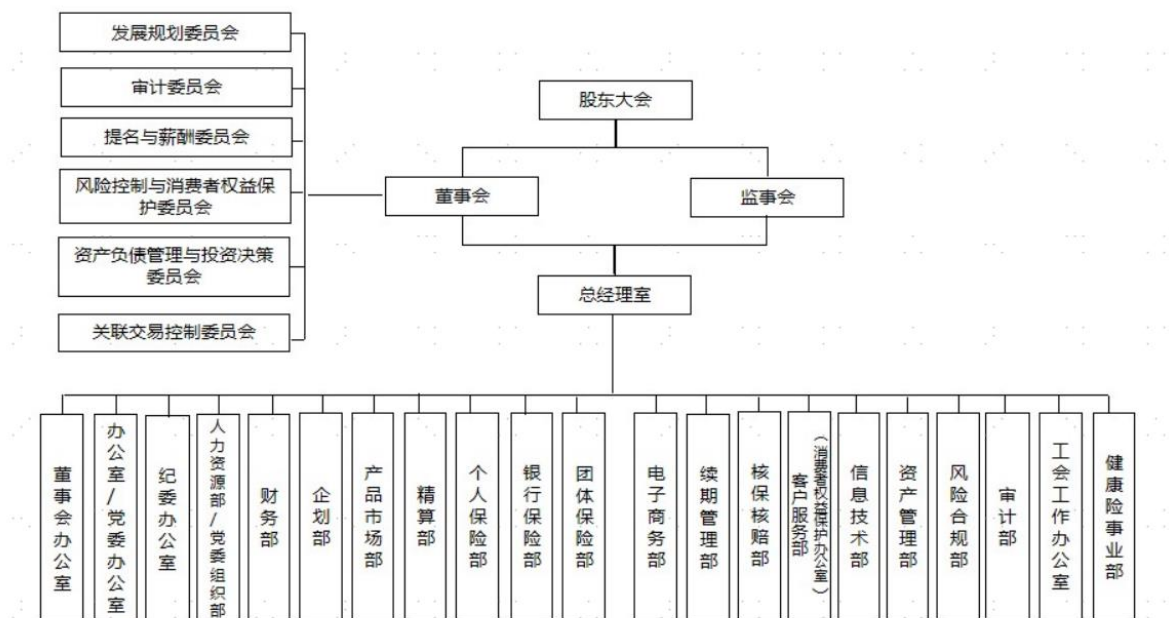 发展规划委员会
审计委员会
提名与薪酬委员会
风险控制与消费者权益保
护委员会
资产负债管理与投资决策
委员会
关联交易控制委员会
股东大会
董事会
监事会
总经理室
董事会办公室
办公室/党委办公室
纪委办公室
人力资源部/党委组织部
财务部
企划部
产品市场部
精算部
个人保险部
银行保险部
团体保险部
电子商务部
续期管理部
核保核赔部
客户服务部
（消费者权益保护办公室）
信息技术部
资产管理部
风险合规部
审计部
工会工作办公室
健康险事业部